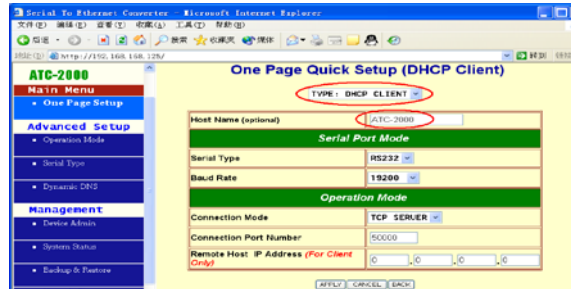 Serial To Ethernet Converter - Microsoft Internet Explorer
文件(F) 编辑(E) 查看(V) 收藏(A) 工具(T) 帮助(H)
后退 搜索 收藏夹 媒体
地址(D) http://192.168.168.125/ 转到 链接
ATC-2000
Main Menu
One Page Setup
Advanced Setup
Operation Mode
Serial Type
Dynamic DNS
Management
Device Admin
System Status
Backup & Restore
One Page Quick Setup (DHCP Client)
TYPE: DHCP CLIENT
Host Name (optional) ATC-2000
Serial Port Mode
Serial Type RS232
Baud Rate 19200
Operation Mode
Connection Mode TCP SERVER
Connection Port Number 50000
Remote Host IP Address (For Client Only) 0 .0 .0 .0
APPLY CANCEL BACK